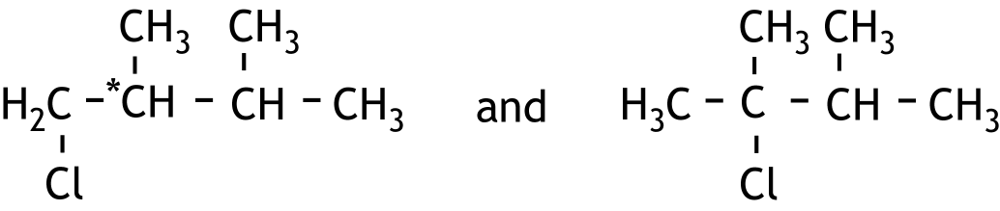 CH₃ CH₃ CH₃ CH₃
H₂C – *CH – CH – CH₃ and H₃C – C – CH – CH₃
Cl Cl